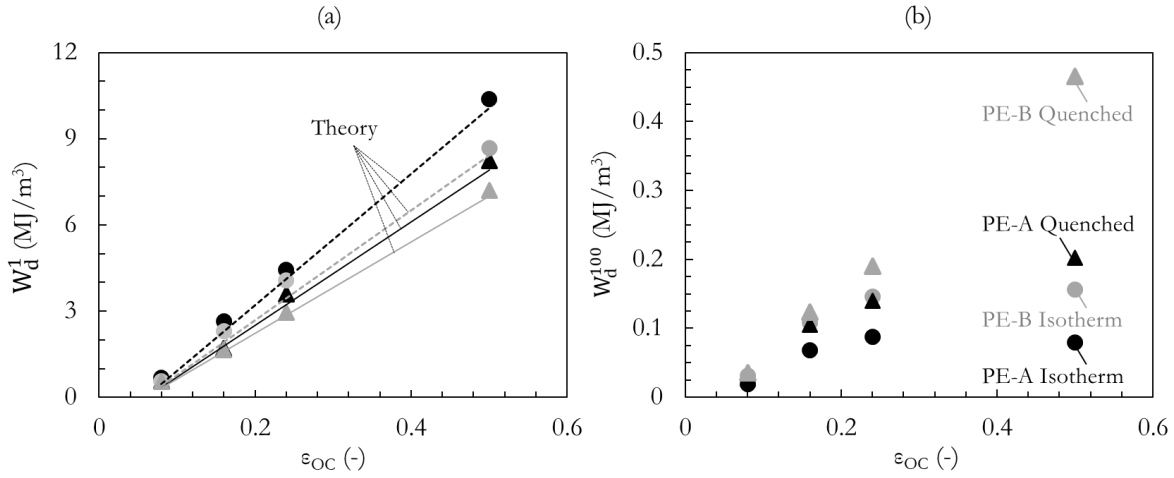 (a)
12
9
6
3
0
0
0.2
0.4
0.6
W_d^1 (MJ/m³)
ε_OC (-)
Theory
(b)
0.5
0.4
0.3
0.2
0.1
0
0
0.2
0.4
0.6
W_d^100 (MJ/m³)
ε_OC (-)
PE-B Quenched
PE-A Quenched
PE-B Isotherm
PE-A Isotherm